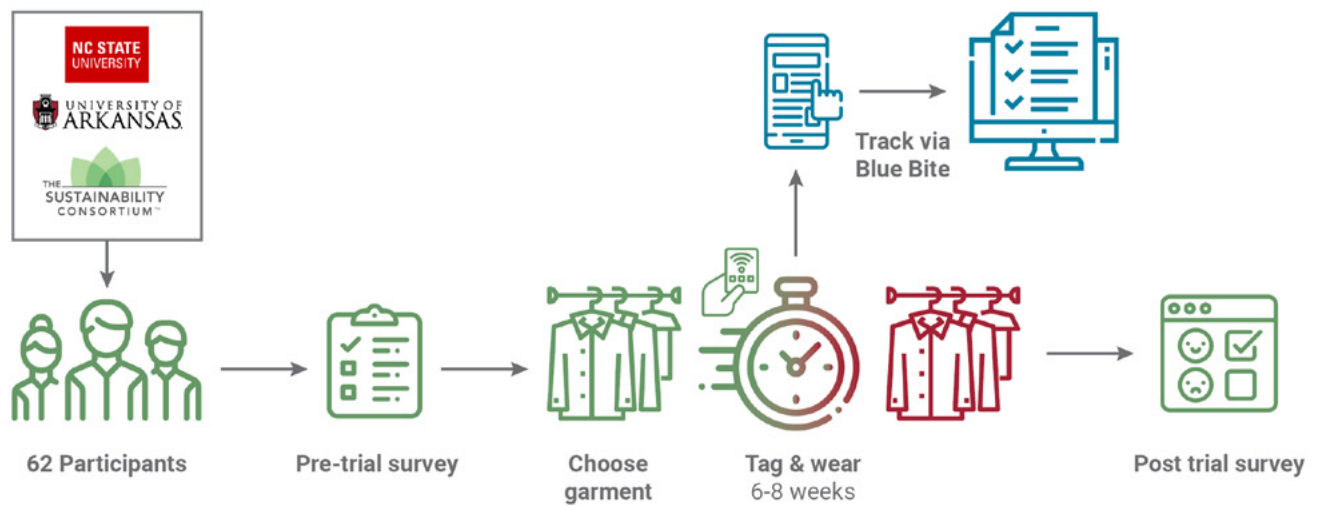 NC STATE
UNIVERSITY
UNIVERSITY OF
ARKANSAS
THE
SUSTAINABILITY
CONSORTIUM™
Track via
Blue Bite
62 Participants
Pre-trial survey
Choose
garment
Tag & wear
6-8 weeks
Post trial survey